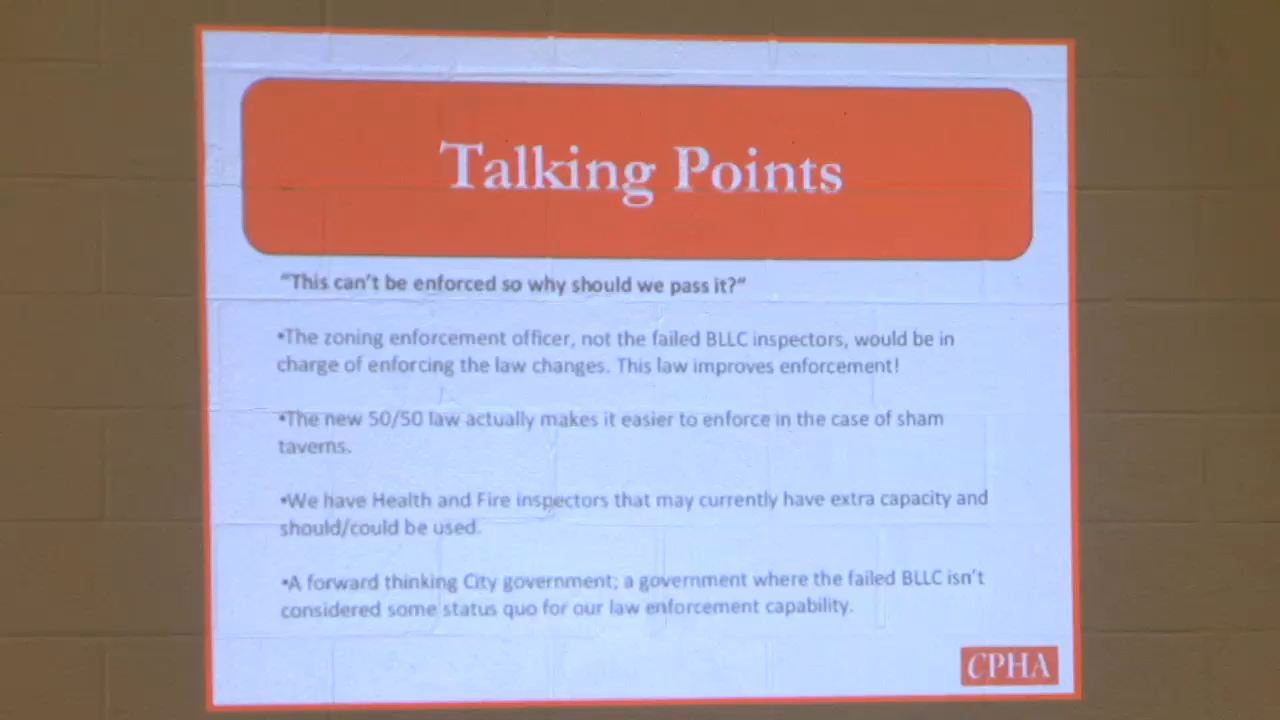 Talking Points
"This can't be enforced so why should we pass it?"
•The zoning enforcement officer, not the failed BLLC inspectors, would be in
charge of enforcing the law changes. This law improves enforcement!
•The new 50/50 law actually makes it easier to enforce in the case of sham
taverns.
•We have Health and Fire inspectors that may currently have extra capacity and
should/could be used.
•A forward thinking City government; a government where the failed BLLC isn't
considered some status quo for our law enforcement capability.
CPHA